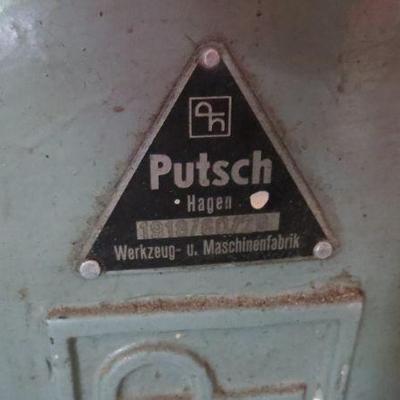 Putsch
Hagen
Werkzeug- u. Maschinenfabrik